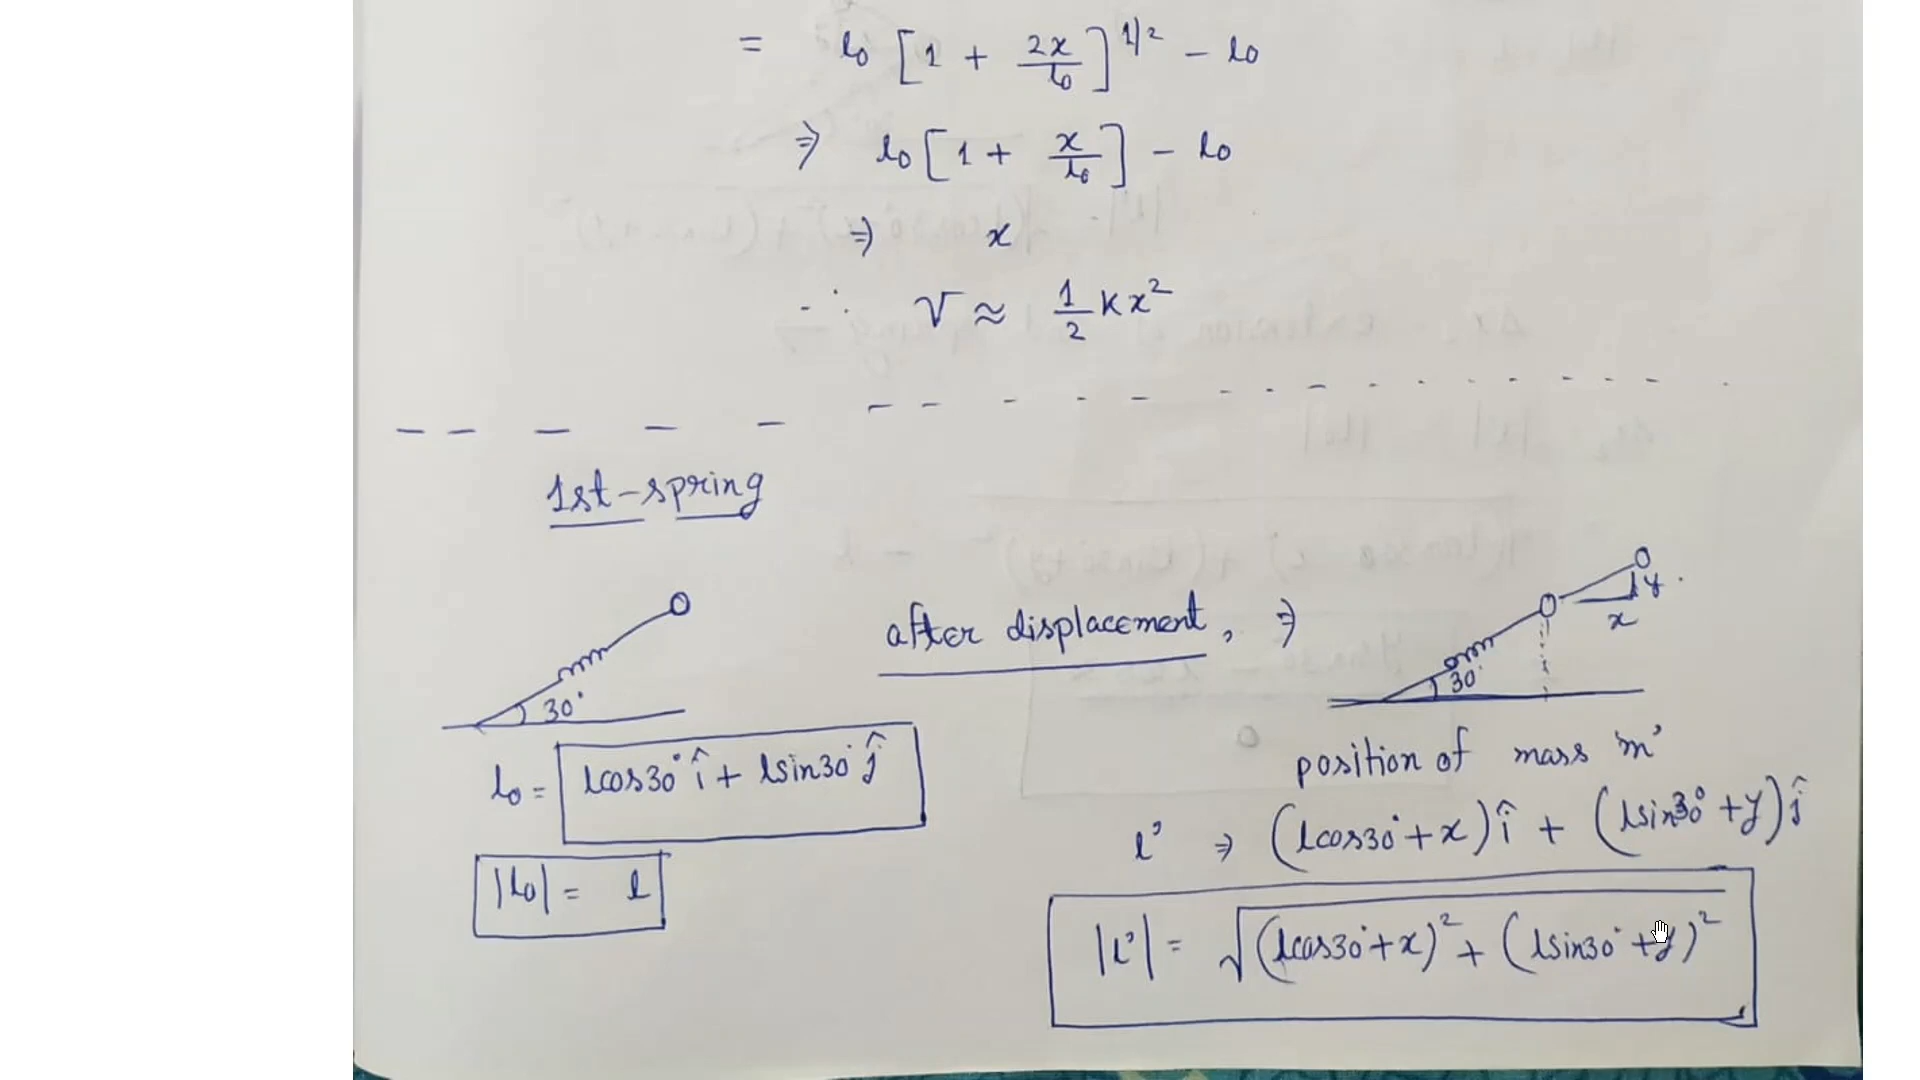 = l₀ [1 + 2x/l₀]^1/2 - l₀
⇒ l₀ [1 + x/l₀] - l₀
⇒ x
∴ V ≈ 1/2 Kx²
1st-spring
after displacement, ⇒
y
x
30°
30°
l₀ = lcos30° î + lsin30° ĵ
|l₀| = l
position of mass 'm'
l' ⇒ (lcos30° + x) î + (lsin30° + y) ĵ
|l'| = √(lcos30° + x)² + (lsin30° + y)²